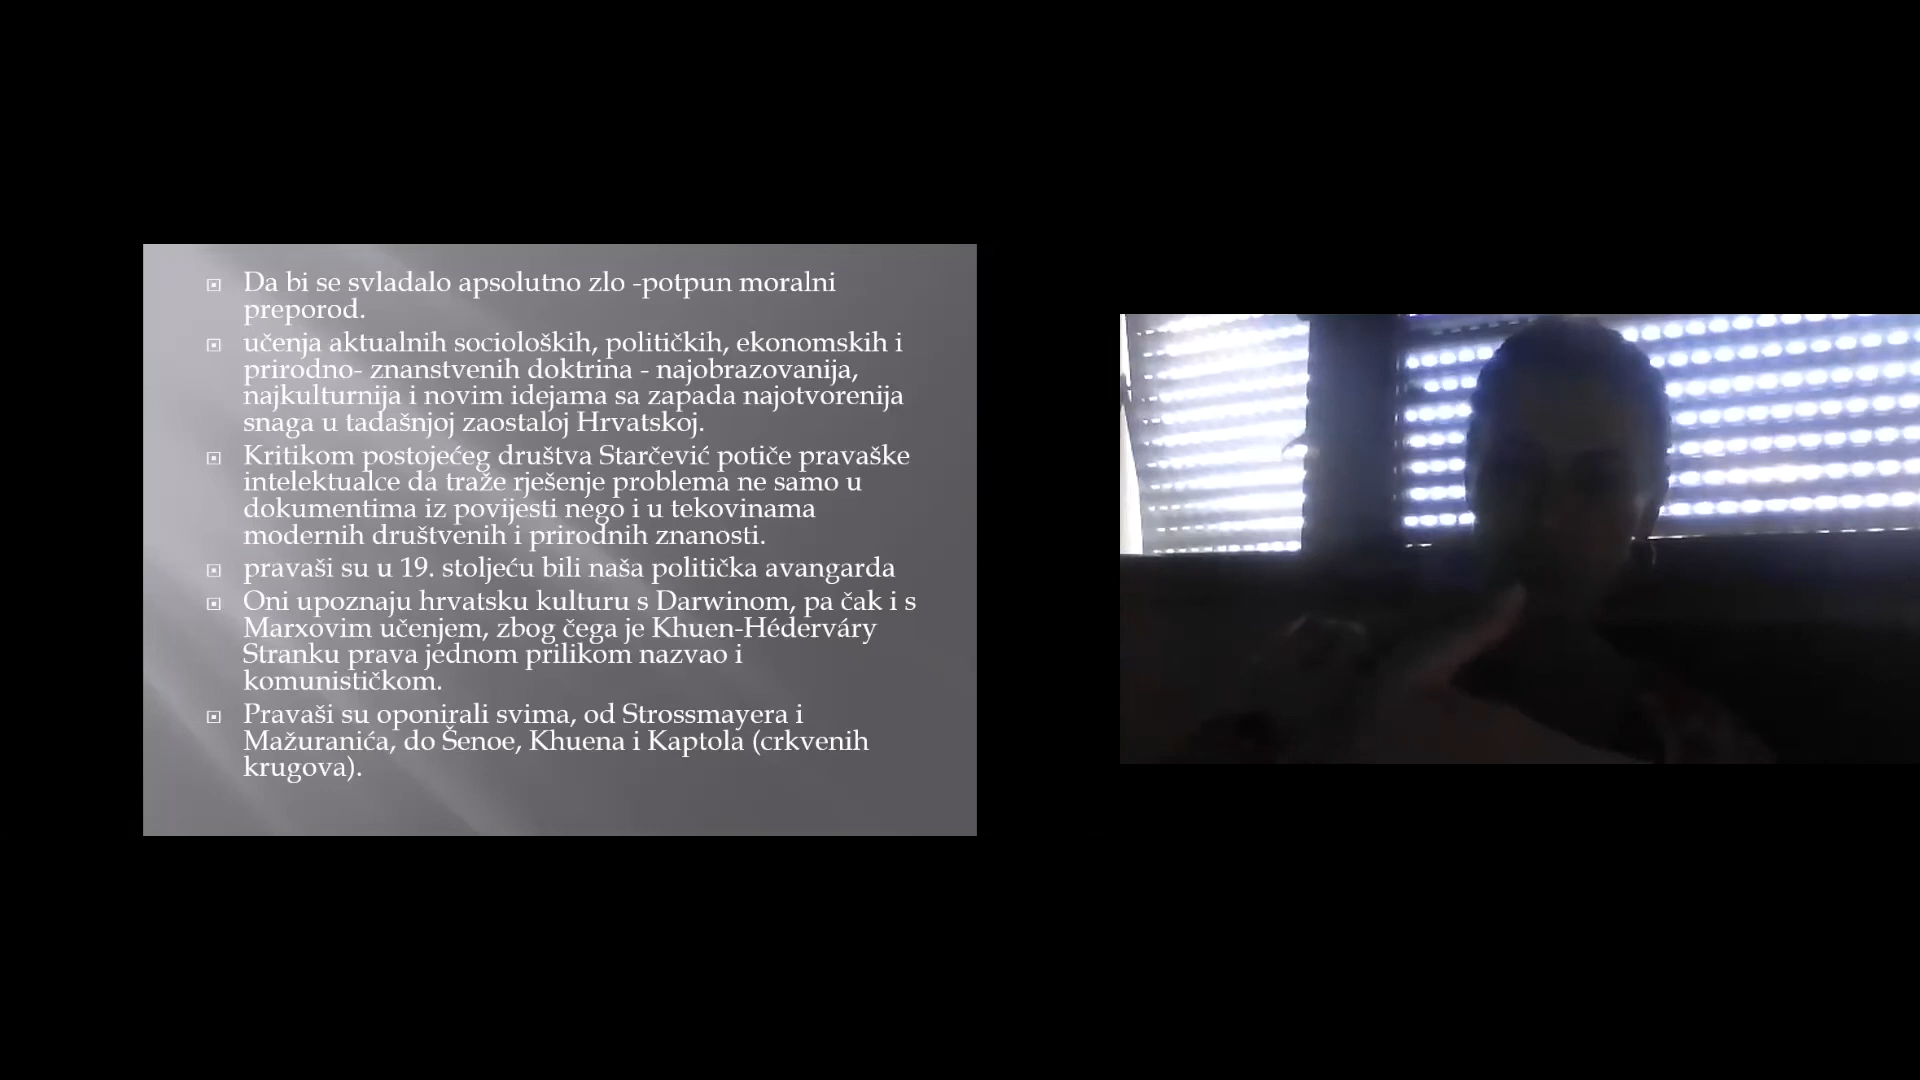 Da bi se svladalo apsolutno zlo -potpun moralni
preporod.
učenja aktualnih socioloških, političkih, ekonomskih i
prirodno- znanstvenih doktrina - najobrazovanija,
najkulturnija i novim idejama sa zapada najotvorenija
snaga u tadašnjoj zaostaloj Hrvatskoj.
Kritikom postojećeg društva Starčević potiče pravaške
intelektualce da traže rješenje problema ne samo u
dokumentima iz povijesti nego i u tekovinama
modernih društvenih i prirodnih znanosti.
pravaši su u 19. stoljeću bili naša politička avangarda
Oni upoznaju hrvatsku kulturu s Darwinom, pa čak i s
Marxovim učenjem, zbog čega je Khuen-Héderváry
Stranku prava jednom prilikom nazvao i
komunističkom.
Pravaši su oponirali svima, od Strossmayera i
Mažuranića, do Šenoe, Khuena i Kaptola (crkvenih
krugova).